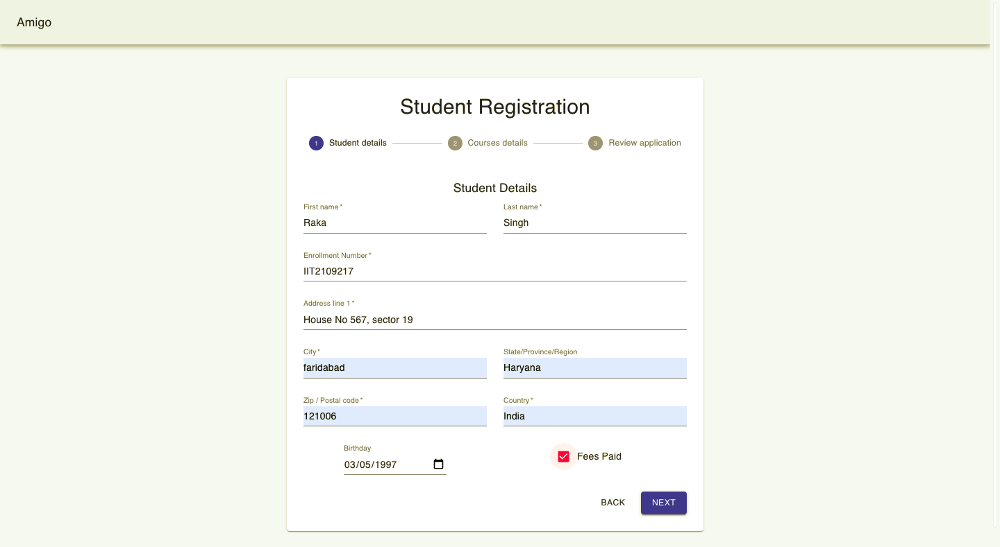 Amigo
Student Registration
1 Student details 2 Courses details 3 Review application
Student Details
First name * Last name *
Raka Singh
Enrollment Number *
IIT2109217
Address line 1 *
House No 567, sector 19
City * State/Province/Region
faridabad Haryana
Zip / Postal code * Country *
121006 India
Birthday
03/05/1997 Fees Paid
BACK NEXT